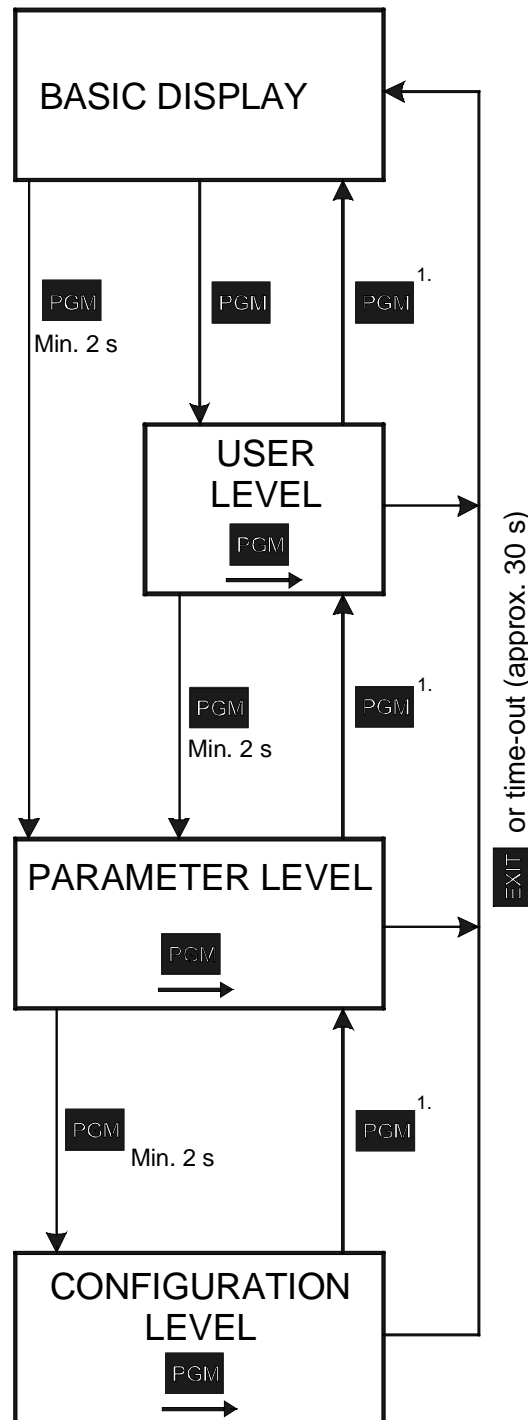 BASIC DISPLAY
PGM
Min. 2 s
PGM
PGM 1.
USER
LEVEL
PGM
PGM
Min. 2 s
PGM 1.
EXIT or time-out (approx. 30 s)
PARAMETER LEVEL
PGM
PGM
Min. 2 s
PGM 1.
CONFIGURATION
LEVEL
PGM